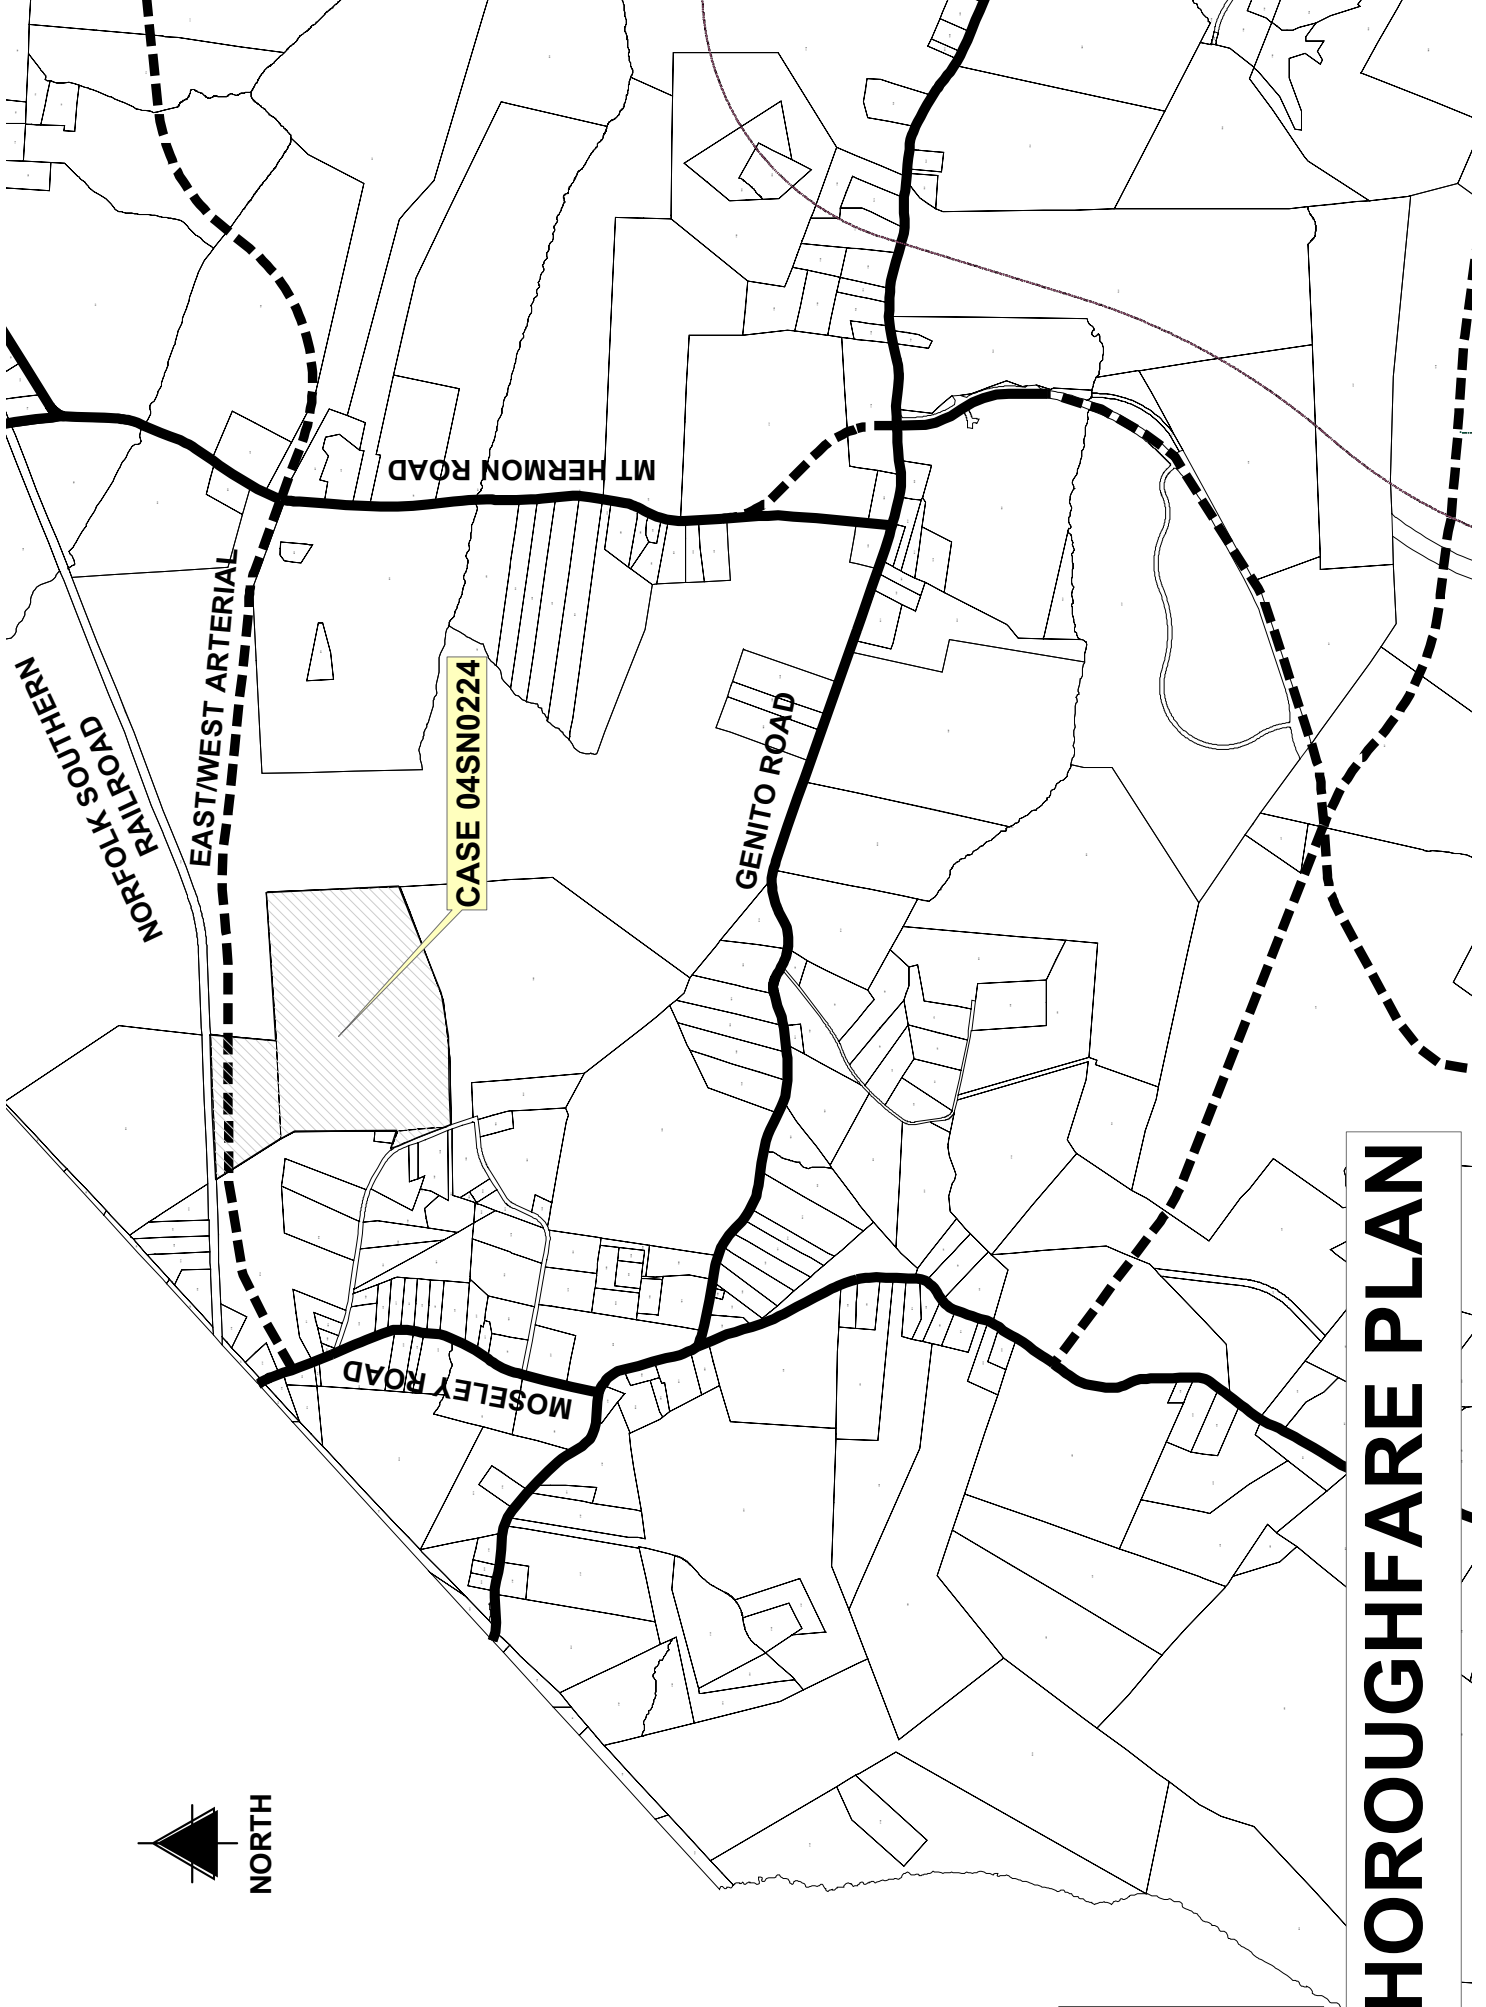 NORFOLK SOUTHERN
RAILROAD
EAST/WEST ARTERIAL
MT HERMON ROAD
CASE 04SN0224
GENITO ROAD
MOSELEY ROAD
NORTH
HOROUGHFARE PLAN